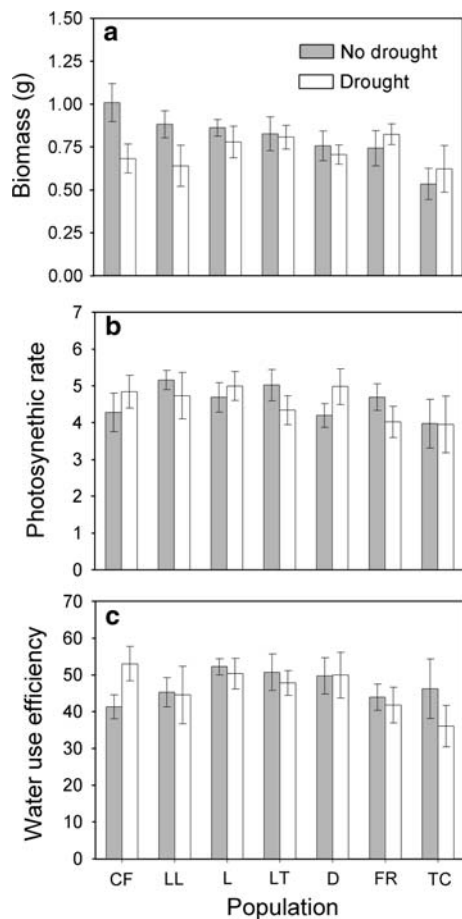 a
No drought
Drought
Biomass (g)
1.50
1.25
1.00
0.75
0.50
0.25
0.00
b
Photosynethic rate
7
6
5
4
3
2
1
0
c
Water use efficiency
70
60
50
40
30
20
10
0
CF LL L LT D FR TC
Population